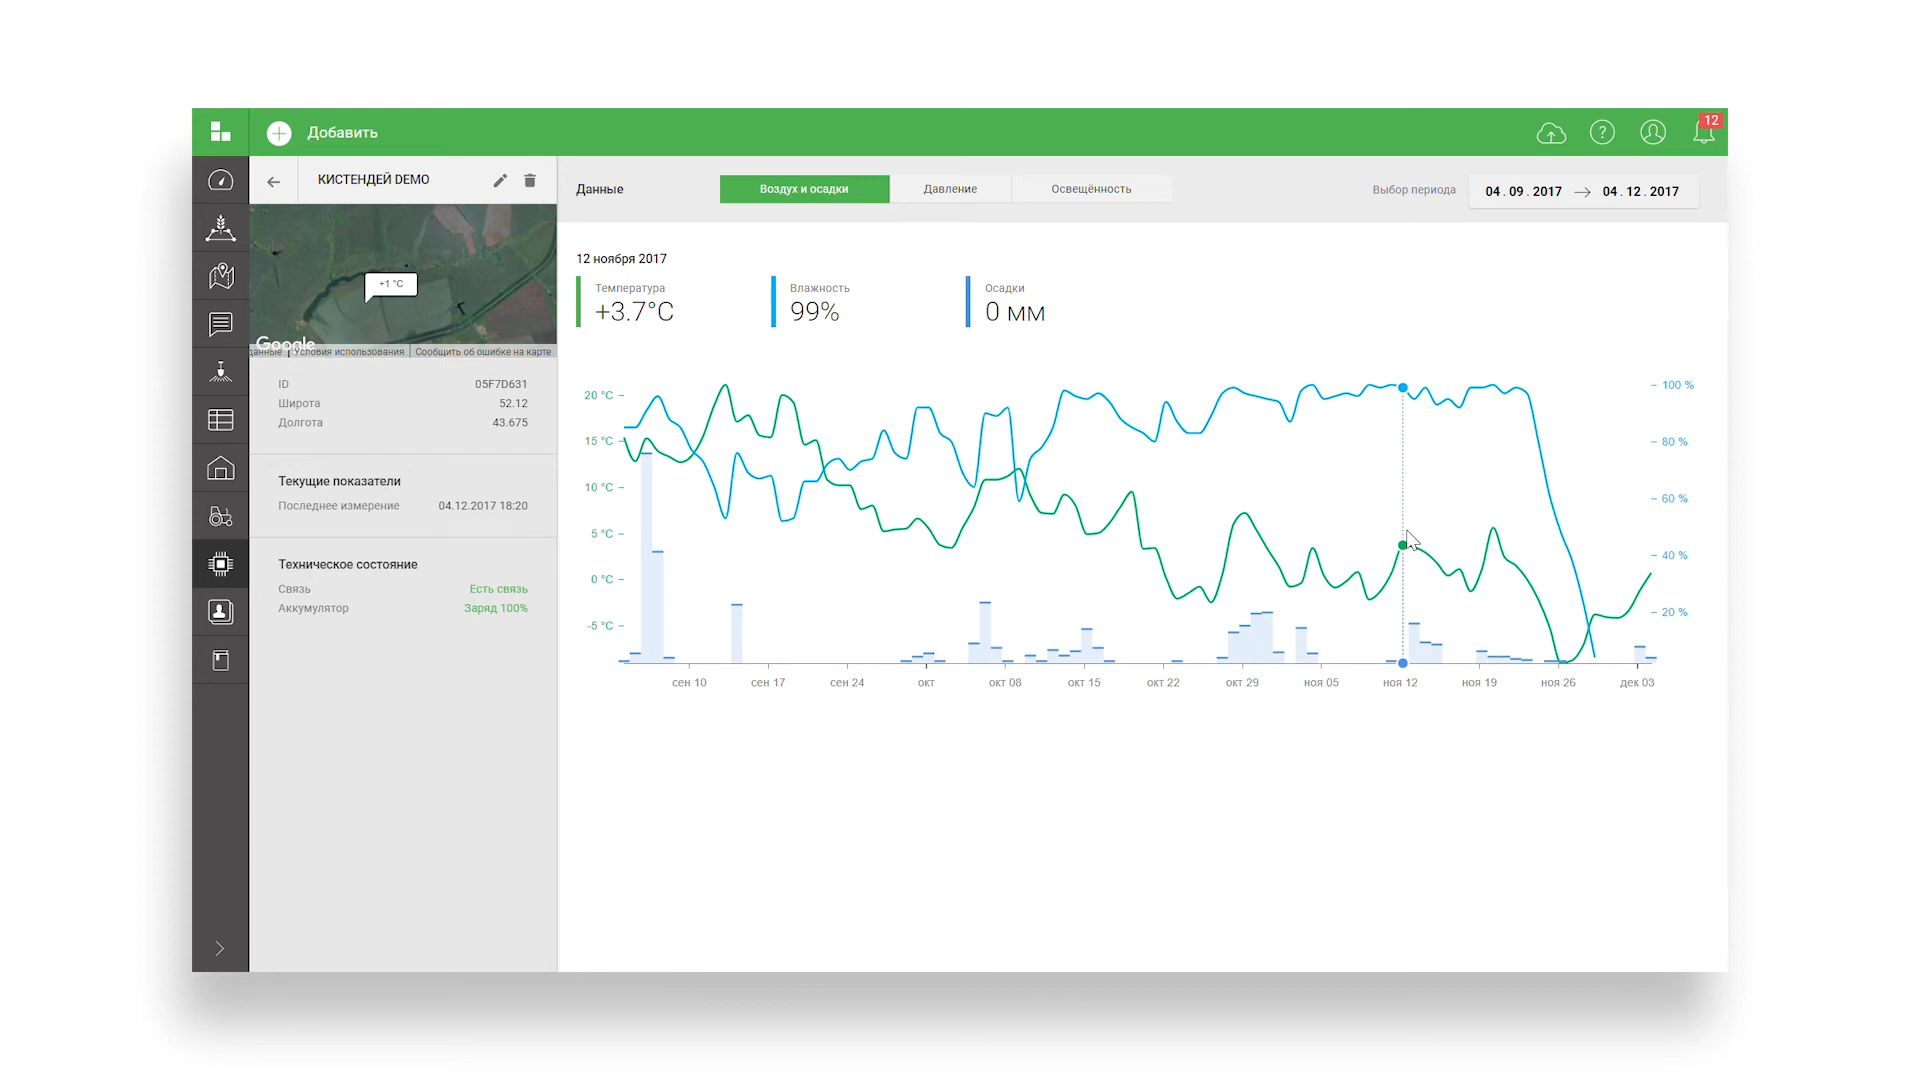 Добавить
12
КИСТЕНДЕЙ DEMO
Данные
Воздух и осадки
Давление
Освещённость
Выбор периода
04 . 09 . 2017
04 . 12 . 2017
+1 °C
Google
данные
Условия использования
Сообщить об ошибке на карте
ID 05F7D631
Широта 52.12
Долгота 43.675
Текущие показатели
Последнее измерение 04.12.2017 18:20
Техническое состояние
Связь Есть связь
Аккумулятор Заряд 100%
12 ноября 2017
Температура
+3.7°C
Влажность
99%
Осадки
0 мм
20 °C
15 °C
10 °C
5 °C
0 °C
-5 °C
100 %
80 %
60 %
40 %
20 %
сен 10
сен 17
сен 24
окт
окт 08
окт 15
окт 22
окт 29
ноя 05
ноя 12
ноя 19
ноя 26
дек 03